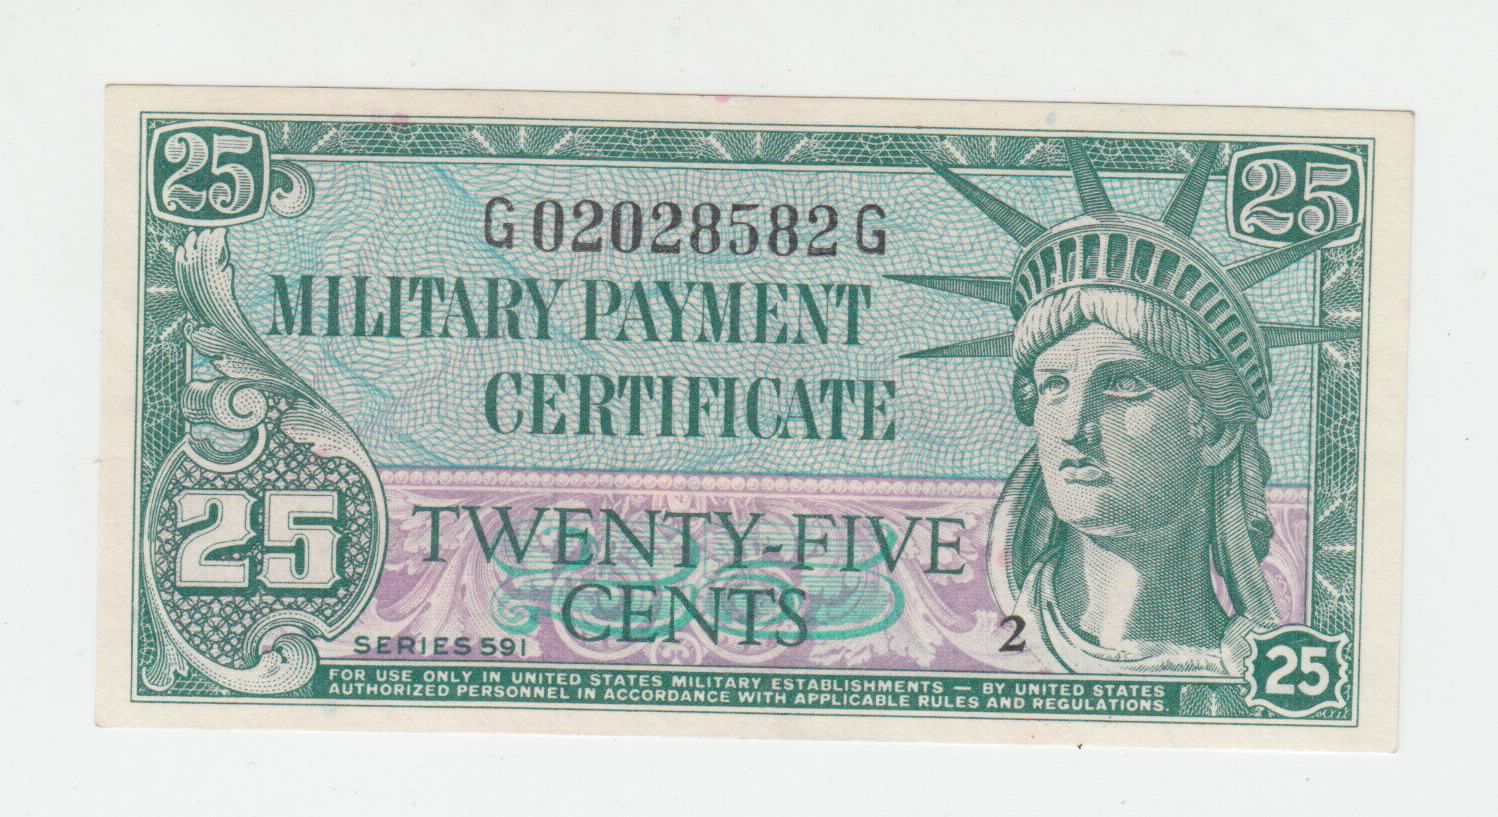 25
25
G02028582G
MILITARY PAYMENT
CERTIFICATE
25
TWENTY-FIVE
CENTS
SERIES 591
2
25
FOR USE ONLY IN UNITED STATES MILITARY ESTABLISHMENTS — BY UNITED STATES
AUTHORIZED PERSONNEL IN ACCORDANCE WITH APPLICABLE RULES AND REGULATIONS.